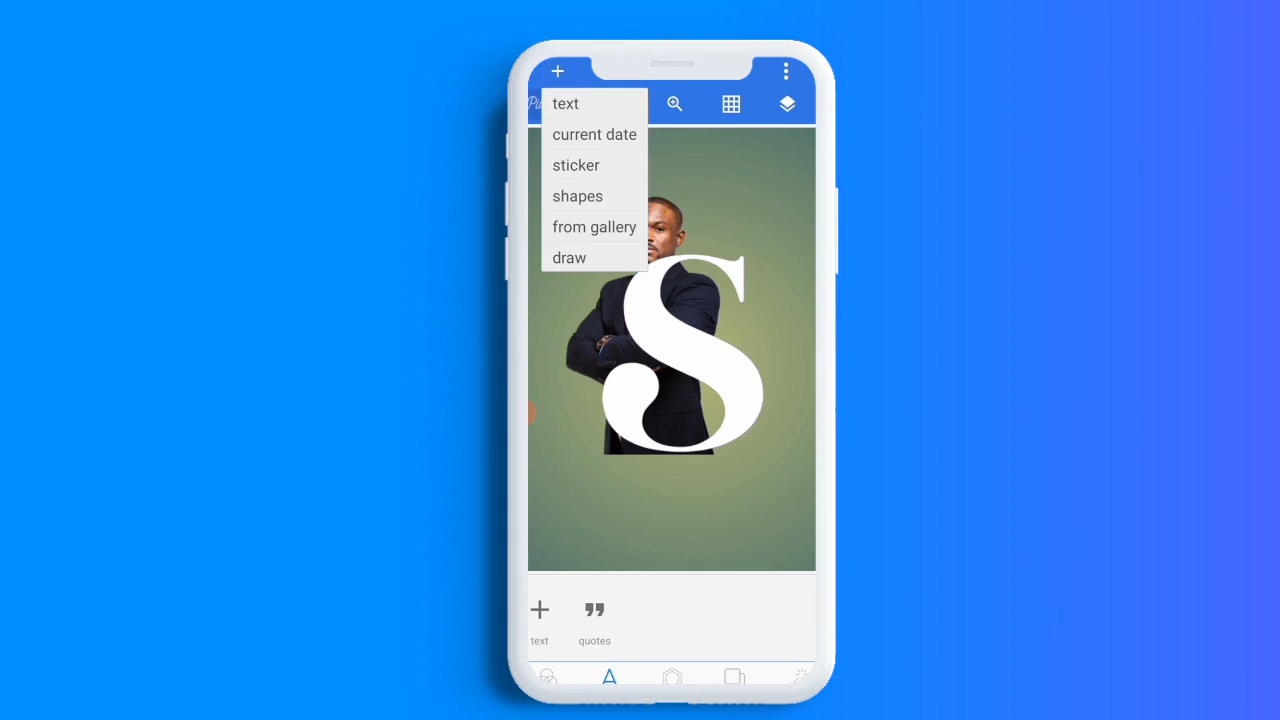 text
current date
sticker
shapes
from gallery
draw
S
text
quotes